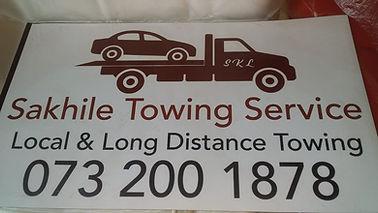 SKL
Sakhile Towing Service
Local & Long Distance Towing
073 200 1878